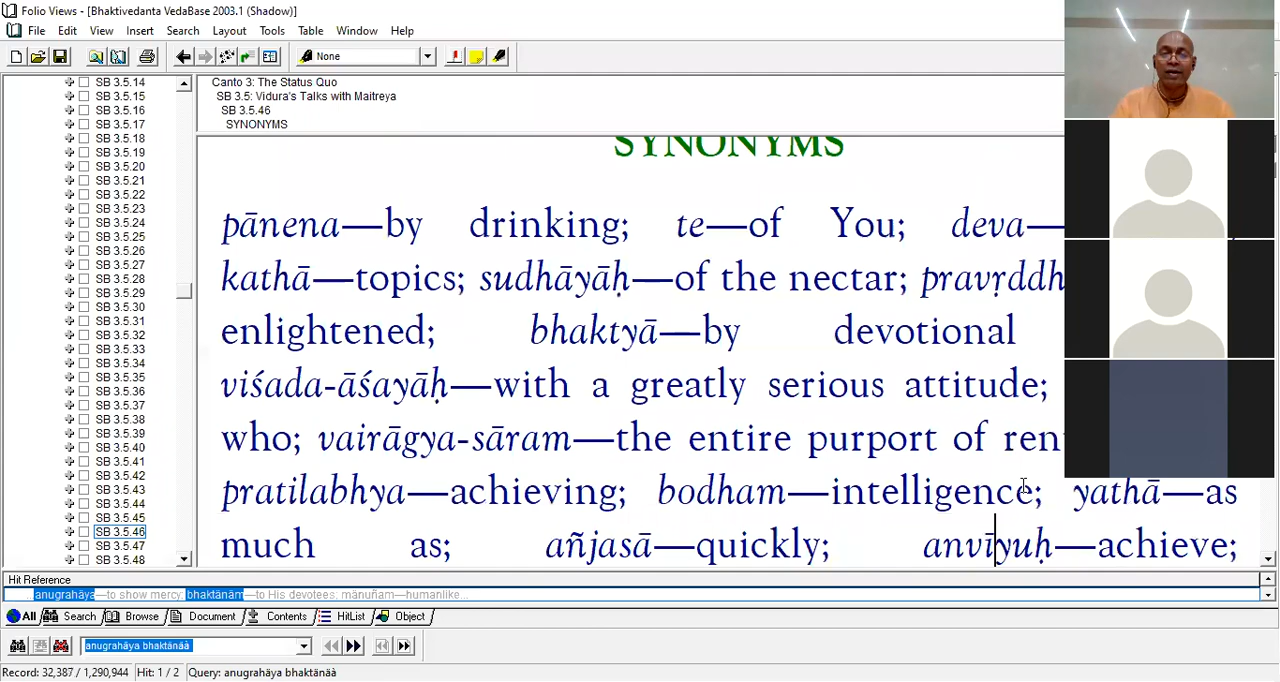 Folio Views - [Bhaktivedanta VedaBase 2003.1 (Shadow)]
File Edit View Insert Search Layout Tools Table Window Help
None
SB 3.5.14
SB 3.5.15
SB 3.5.16
SB 3.5.17
SB 3.5.18
SB 3.5.19
SB 3.5.20
SB 3.5.21
SB 3.5.22
SB 3.5.23
SB 3.5.24
SB 3.5.25
SB 3.5.26
SB 3.5.27
SB 3.5.28
SB 3.5.29
SB 3.5.30
SB 3.5.31
SB 3.5.32
SB 3.5.33
SB 3.5.34
SB 3.5.35
SB 3.5.36
SB 3.5.37
SB 3.5.38
SB 3.5.39
SB 3.5.40
SB 3.5.41
SB 3.5.42
SB 3.5.43
SB 3.5.44
SB 3.5.45
SB 3.5.46
SB 3.5.47
SB 3.5.48
Canto 3: The Status Quo
SB 3.5: Vidura's Talks with Maitreya
SB 3.5.46
SYNONYMS
SYNONYMS
pānena—by drinking; te—of You; deva—
kathā—topics; sudhāyāḥ—of the nectar; pravṛddh
enlightened; bhaktyā—by devotional
viśada-āśayāḥ—with a greatly serious attitude;
who; vairāgya-sāram—the entire purport of ren
pratilabhya—achieving; bodham—intelligence; yathā—as
much as; añjasā—quickly; anvīyuḥ—achieve;
Hit Reference
...anugrahāya—to show mercy; bhaktānām—to His devotees; mānuñam—humanlike...
All Search Browse Document Contents HitList Object
anugrahäya bhaktänäà
Record: 32,387 / 1,290,944 Hit: 1 / 2 Query: anugrahäya bhaktänäà